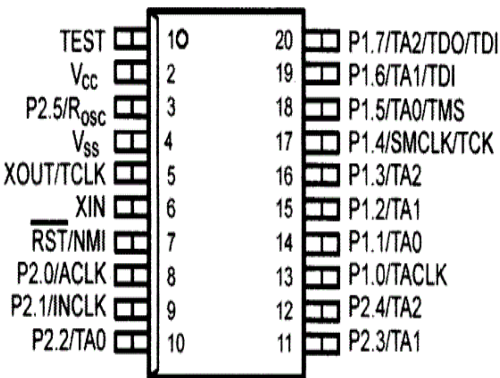 TEST 1 20 P1.7/TA2/TDO/TDI
VCC 2 19 P1.6/TA1/TDI
P2.5/ROSC 3 18 P1.5/TA0/TMS
VSS 4 17 P1.4/SMCLK/TCK
XOUT/TCLK 5 16 P1.3/TA2
XIN 6 15 P1.2/TA1
RST/NMI 7 14 P1.1/TA0
P2.0/ACLK 8 13 P1.0/TACLK
P2.1/INCLK 9 12 P2.4/TA2
P2.2/TA0 10 11 P2.3/TA1